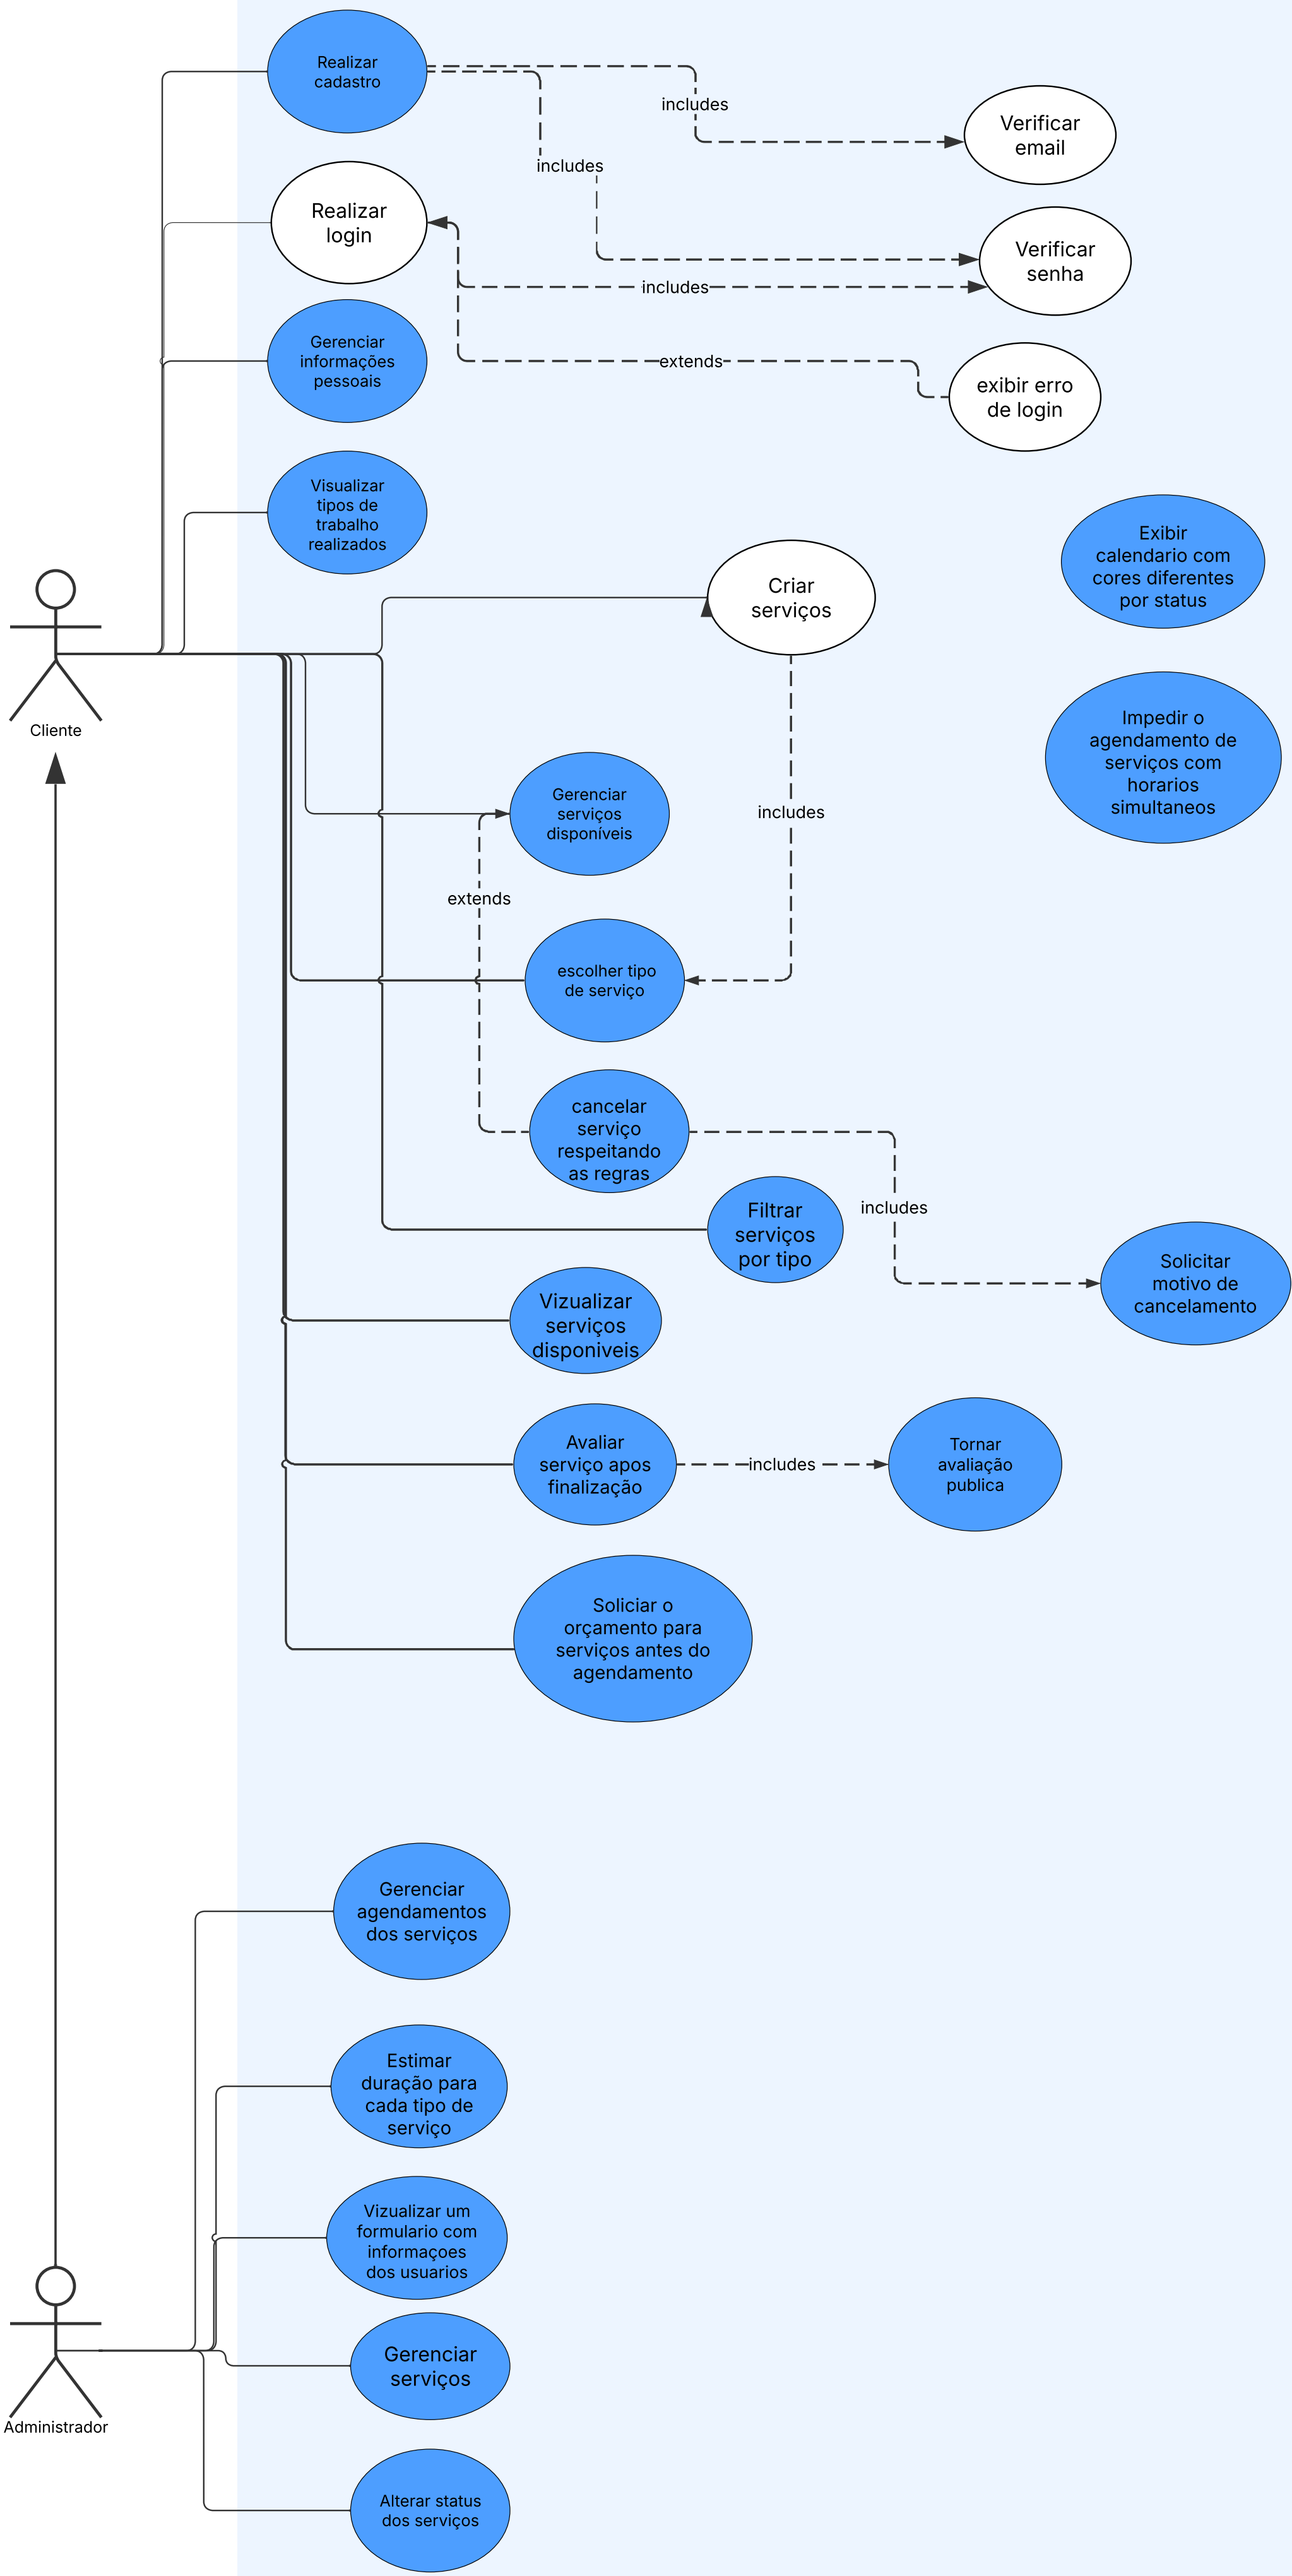 Realizar
cadastro
includes
Verificar
email
includes
Realizar
login
Verificar
senha
includes
Gerenciar
informações
pessoais
extends
exibir erro
de login
Visualizar
tipos de
trabalho
realizados
Exibir
calendario com
cores diferentes
por status
Criar
serviços
Cliente
Impedir o
agendamento de
serviços com
horarios
simultaneos
Gerenciar
serviços
disponíveis
includes
extends
escolher tipo
de serviço
cancelar
serviço
respeitando
as regras
includes
Filtrar
serviços
por tipo
Solicitar
motivo de
cancelamento
Vizualizar
serviços
disponiveis
Avaliar
serviço apos
finalização
includes
Tornar
avaliação
publica
Soliciar o
orçamento para
serviços antes do
agendamento
Gerenciar
agendamentos
dos serviços
Estimar
duração para
cada tipo de
serviço
Vizualizar um
formulario com
informaçoes
dos usuarios
Gerenciar
serviços
Administrador
Alterar status
dos serviços